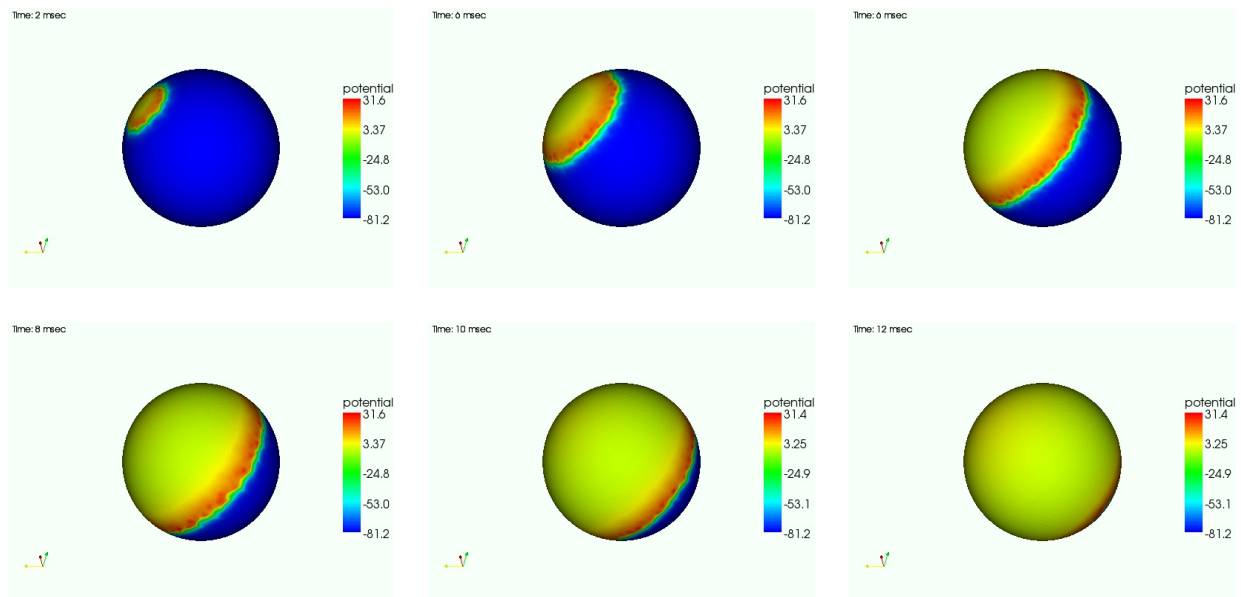 Time: 2 msec
potential
31.6
3.37
-24.8
-53.0
-81.2
Time: 6 msec
potential
31.6
3.37
-24.8
-53.0
-81.2
Time: 6 msec
potential
31.6
3.37
-24.8
-53.0
-81.2
Time: 8 msec
potential
31.6
3.37
-24.8
-53.0
-81.2
Time: 10 msec
potential
31.4
3.25
-24.9
-53.1
-81.2
Time: 12 msec
potential
31.4
3.25
-24.9
-53.1
-81.2